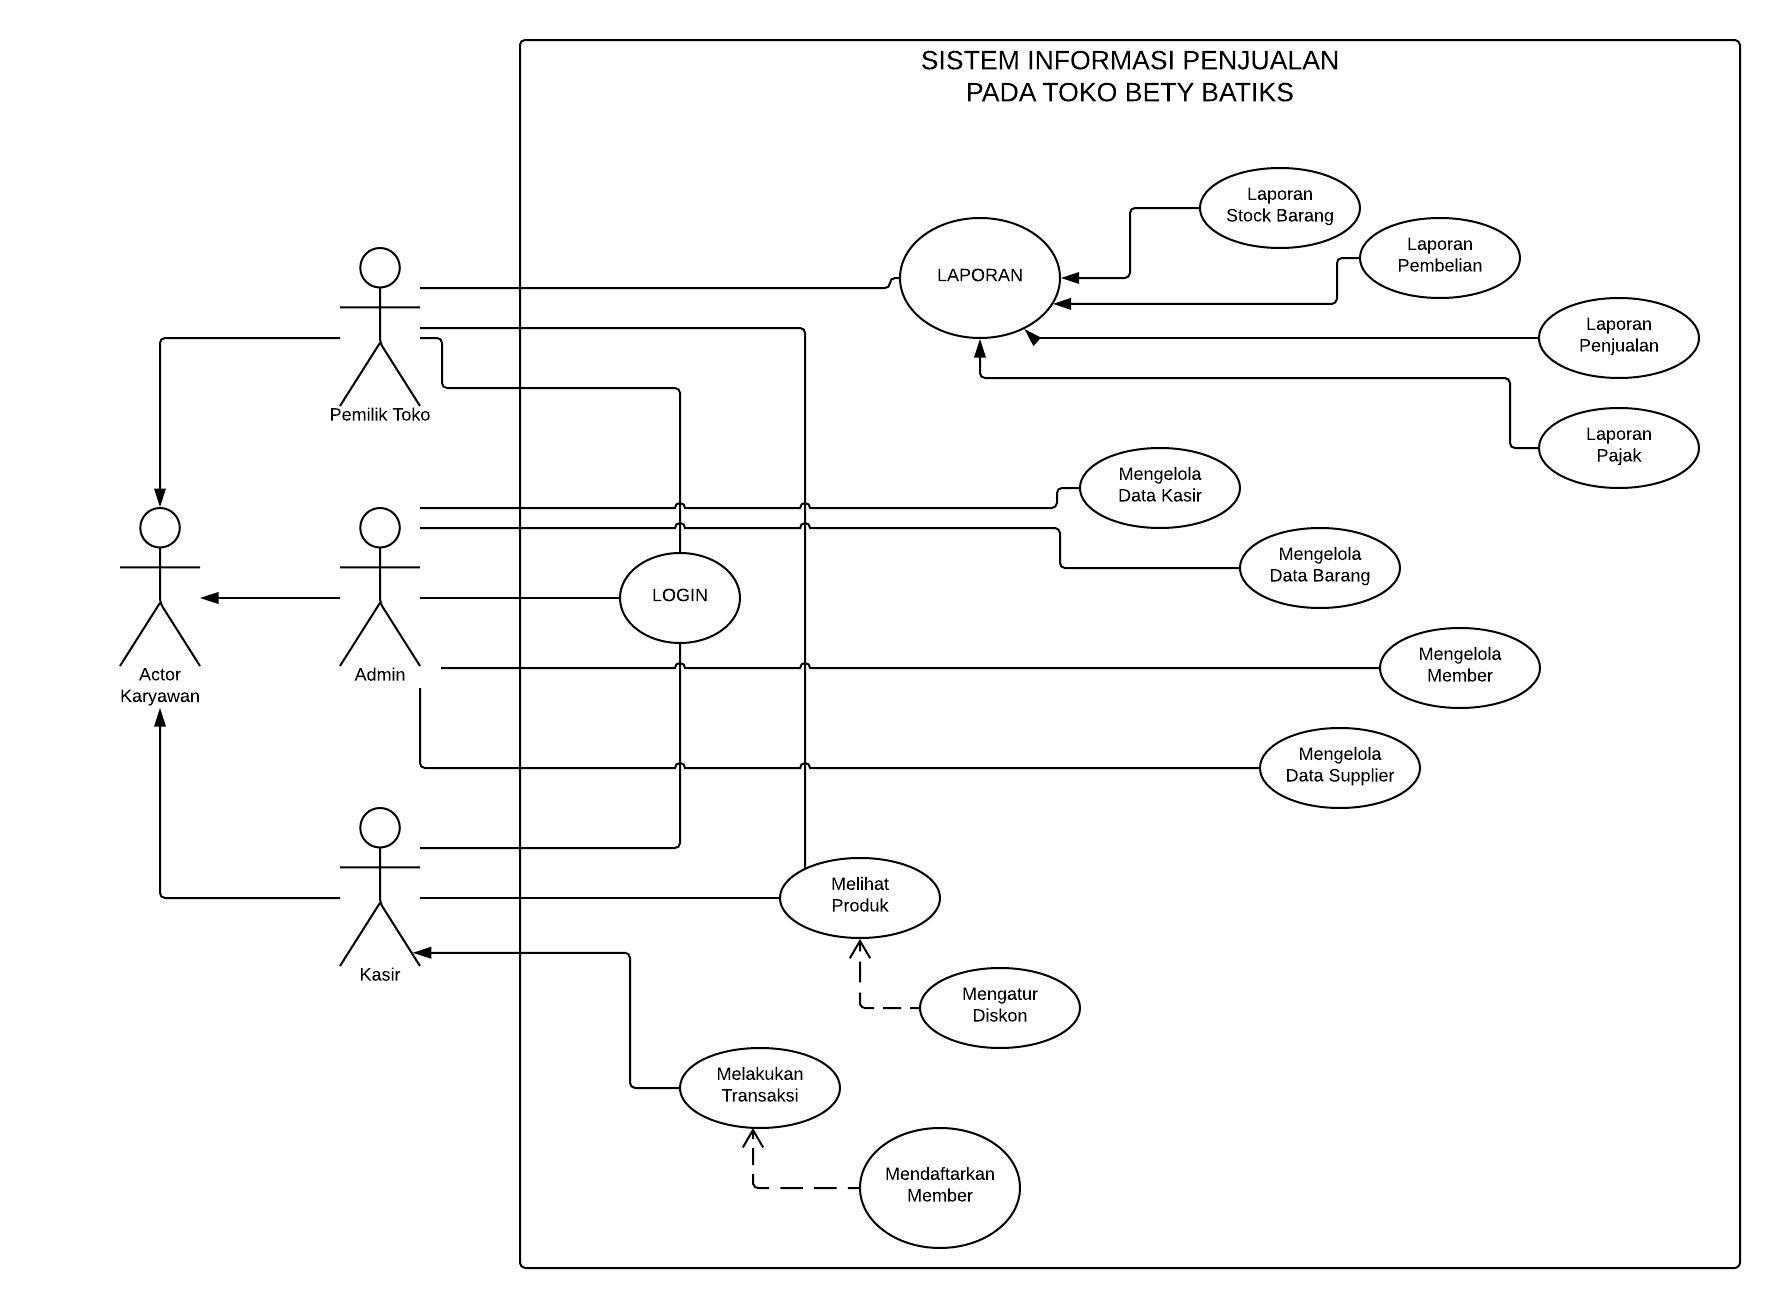 SISTEM INFORMASI PENJUALAN
PADA TOKO BETY BATIKS
Laporan
Stock Barang
Laporan
Pembelian
LAPORAN
Laporan
Penjualan
Pemilik Toko
Laporan
Pajak
Mengelola
Data Kasir
Mengelola
Data Barang
LOGIN
Actor
Karyawan
Admin
Mengelola
Member
Mengelola
Data Supplier
Melihat
Produk
Kasir
Mengatur
Diskon
Melakukan
Transaksi
Mendaftarkan
Member